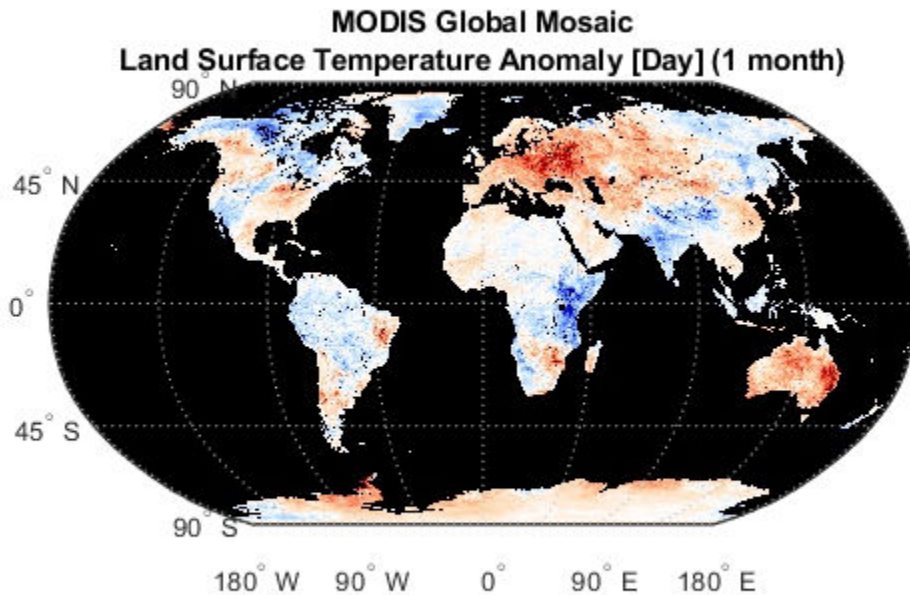 MODIS Global Mosaic
Land Surface Temperature Anomaly [Day] (1 month)
90° N
45° N
0°
45° S
90° S
180° W 90° W 0° 90° E 180° E